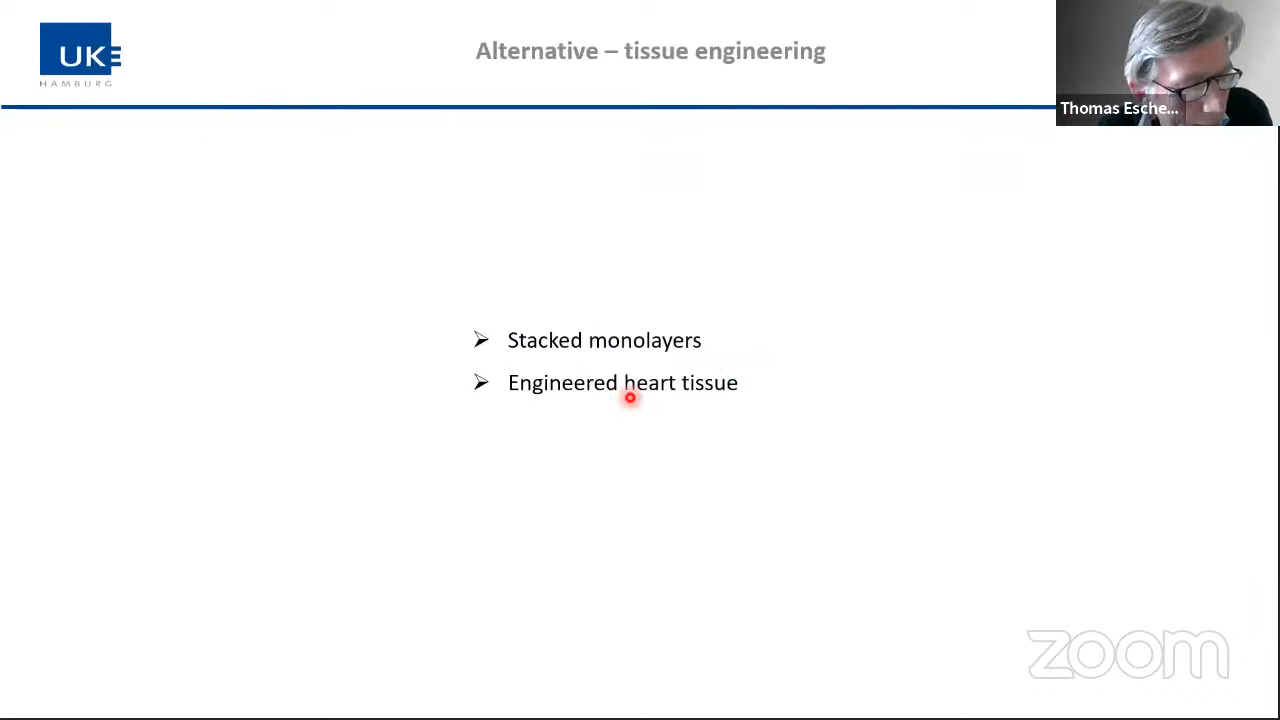 UKE
HAMBURG
Alternative – tissue engineering
Thomas Esche...
➢ Stacked monolayers
➢ Engineered heart tissue
zoom